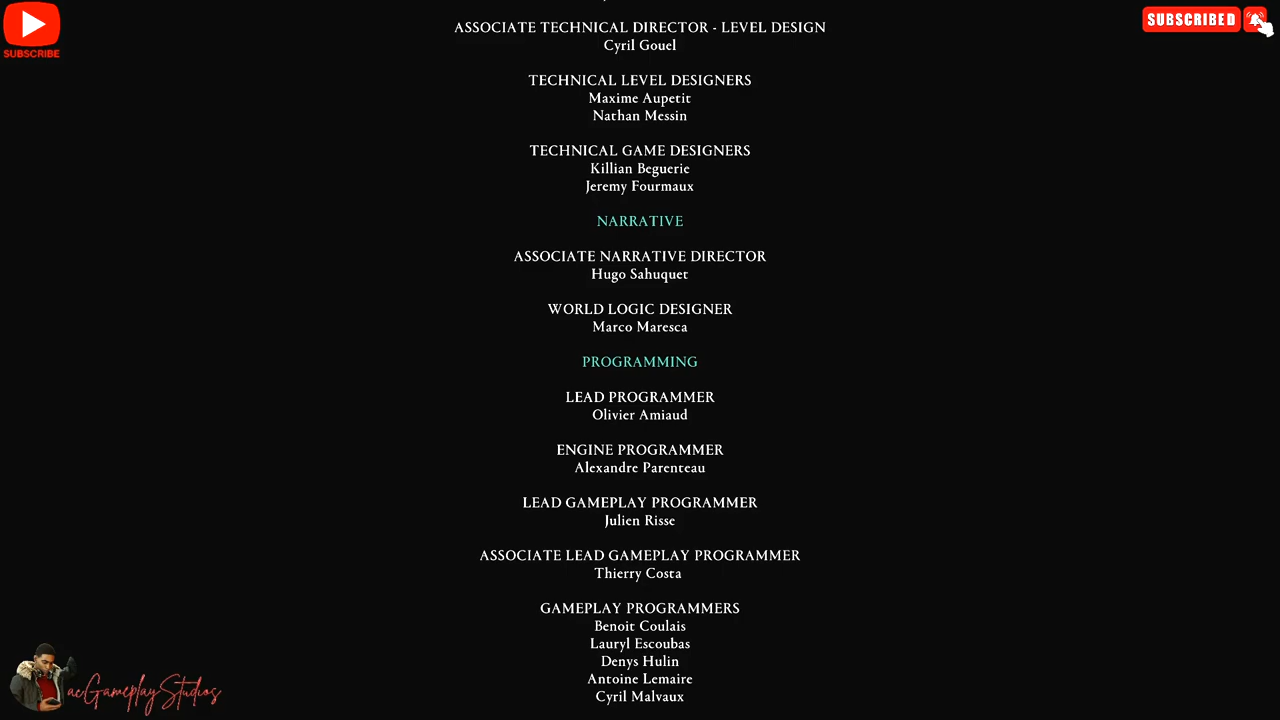 SUBSCRIBE
SUBSCRIBED
ASSOCIATE TECHNICAL DIRECTOR - LEVEL DESIGN
Cyril Gouel
TECHNICAL LEVEL DESIGNERS
Maxime Aupetit
Nathan Messin
TECHNICAL GAME DESIGNERS
Killian Beguerie
Jeremy Fourmaux
NARRATIVE
ASSOCIATE NARRATIVE DIRECTOR
Hugo Sahuquet
WORLD LOGIC DESIGNER
Marco Maresca
PROGRAMMING
LEAD PROGRAMMER
Olivier Amiaud
ENGINE PROGRAMMER
Alexandre Parenteau
LEAD GAMEPLAY PROGRAMMER
Julien Risse
ASSOCIATE LEAD GAMEPLAY PROGRAMMER
Thierry Costa
GAMEPLAY PROGRAMMERS
Benoit Coulais
Lauryl Escoubas
Denys Hulin
Antoine Lemaire
Cyril Malvaux
aeGameplayStudios